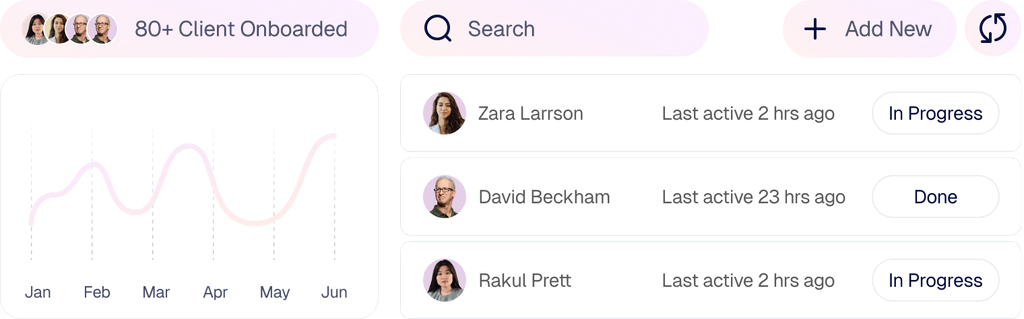 80+ Client Onboarded
Search
Add New
Jan Feb Mar Apr May Jun
Zara Larrson Last active 2 hrs ago In Progress
David Beckham Last active 23 hrs ago Done
Rakul Prett Last active 2 hrs ago In Progress